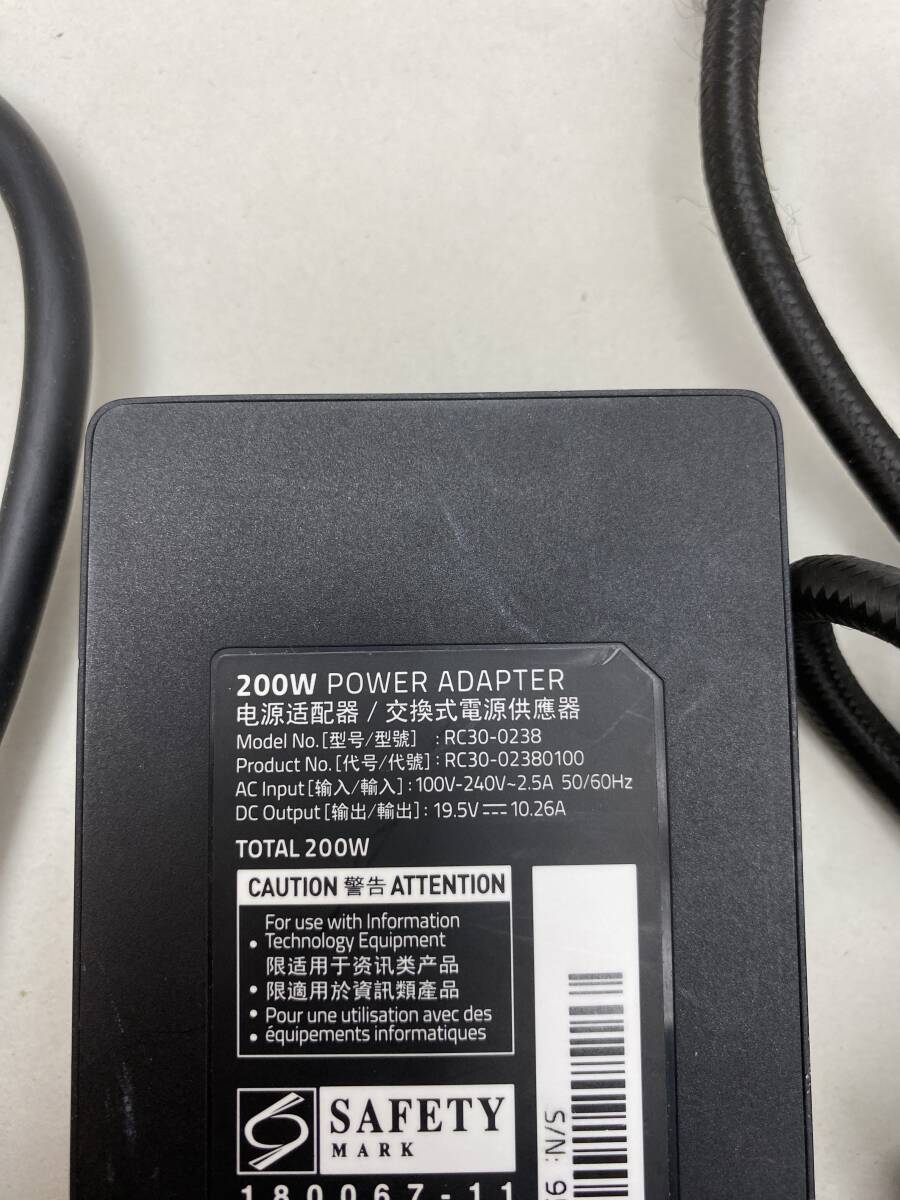 200W POWER ADAPTER
电源适配器 / 交換式電源供應器
Model No. [型号/型號] : RC30-0238
Product No. [代号/代號] : RC30-02380100
AC Input [输入/輸入] : 100V-240V~2.5A 50/60Hz
DC Output [输出/輸出] : 19.5V⎓10.26A
TOTAL 200W
CAUTION 警告 ATTENTION
For use with Information
• Technology Equipment
限适用于资讯类产品
• 限適用於資訊類產品
• Pour une utilisation avec des
• équipements informatiques
SAFETY
MARK
180067-11
S/N: